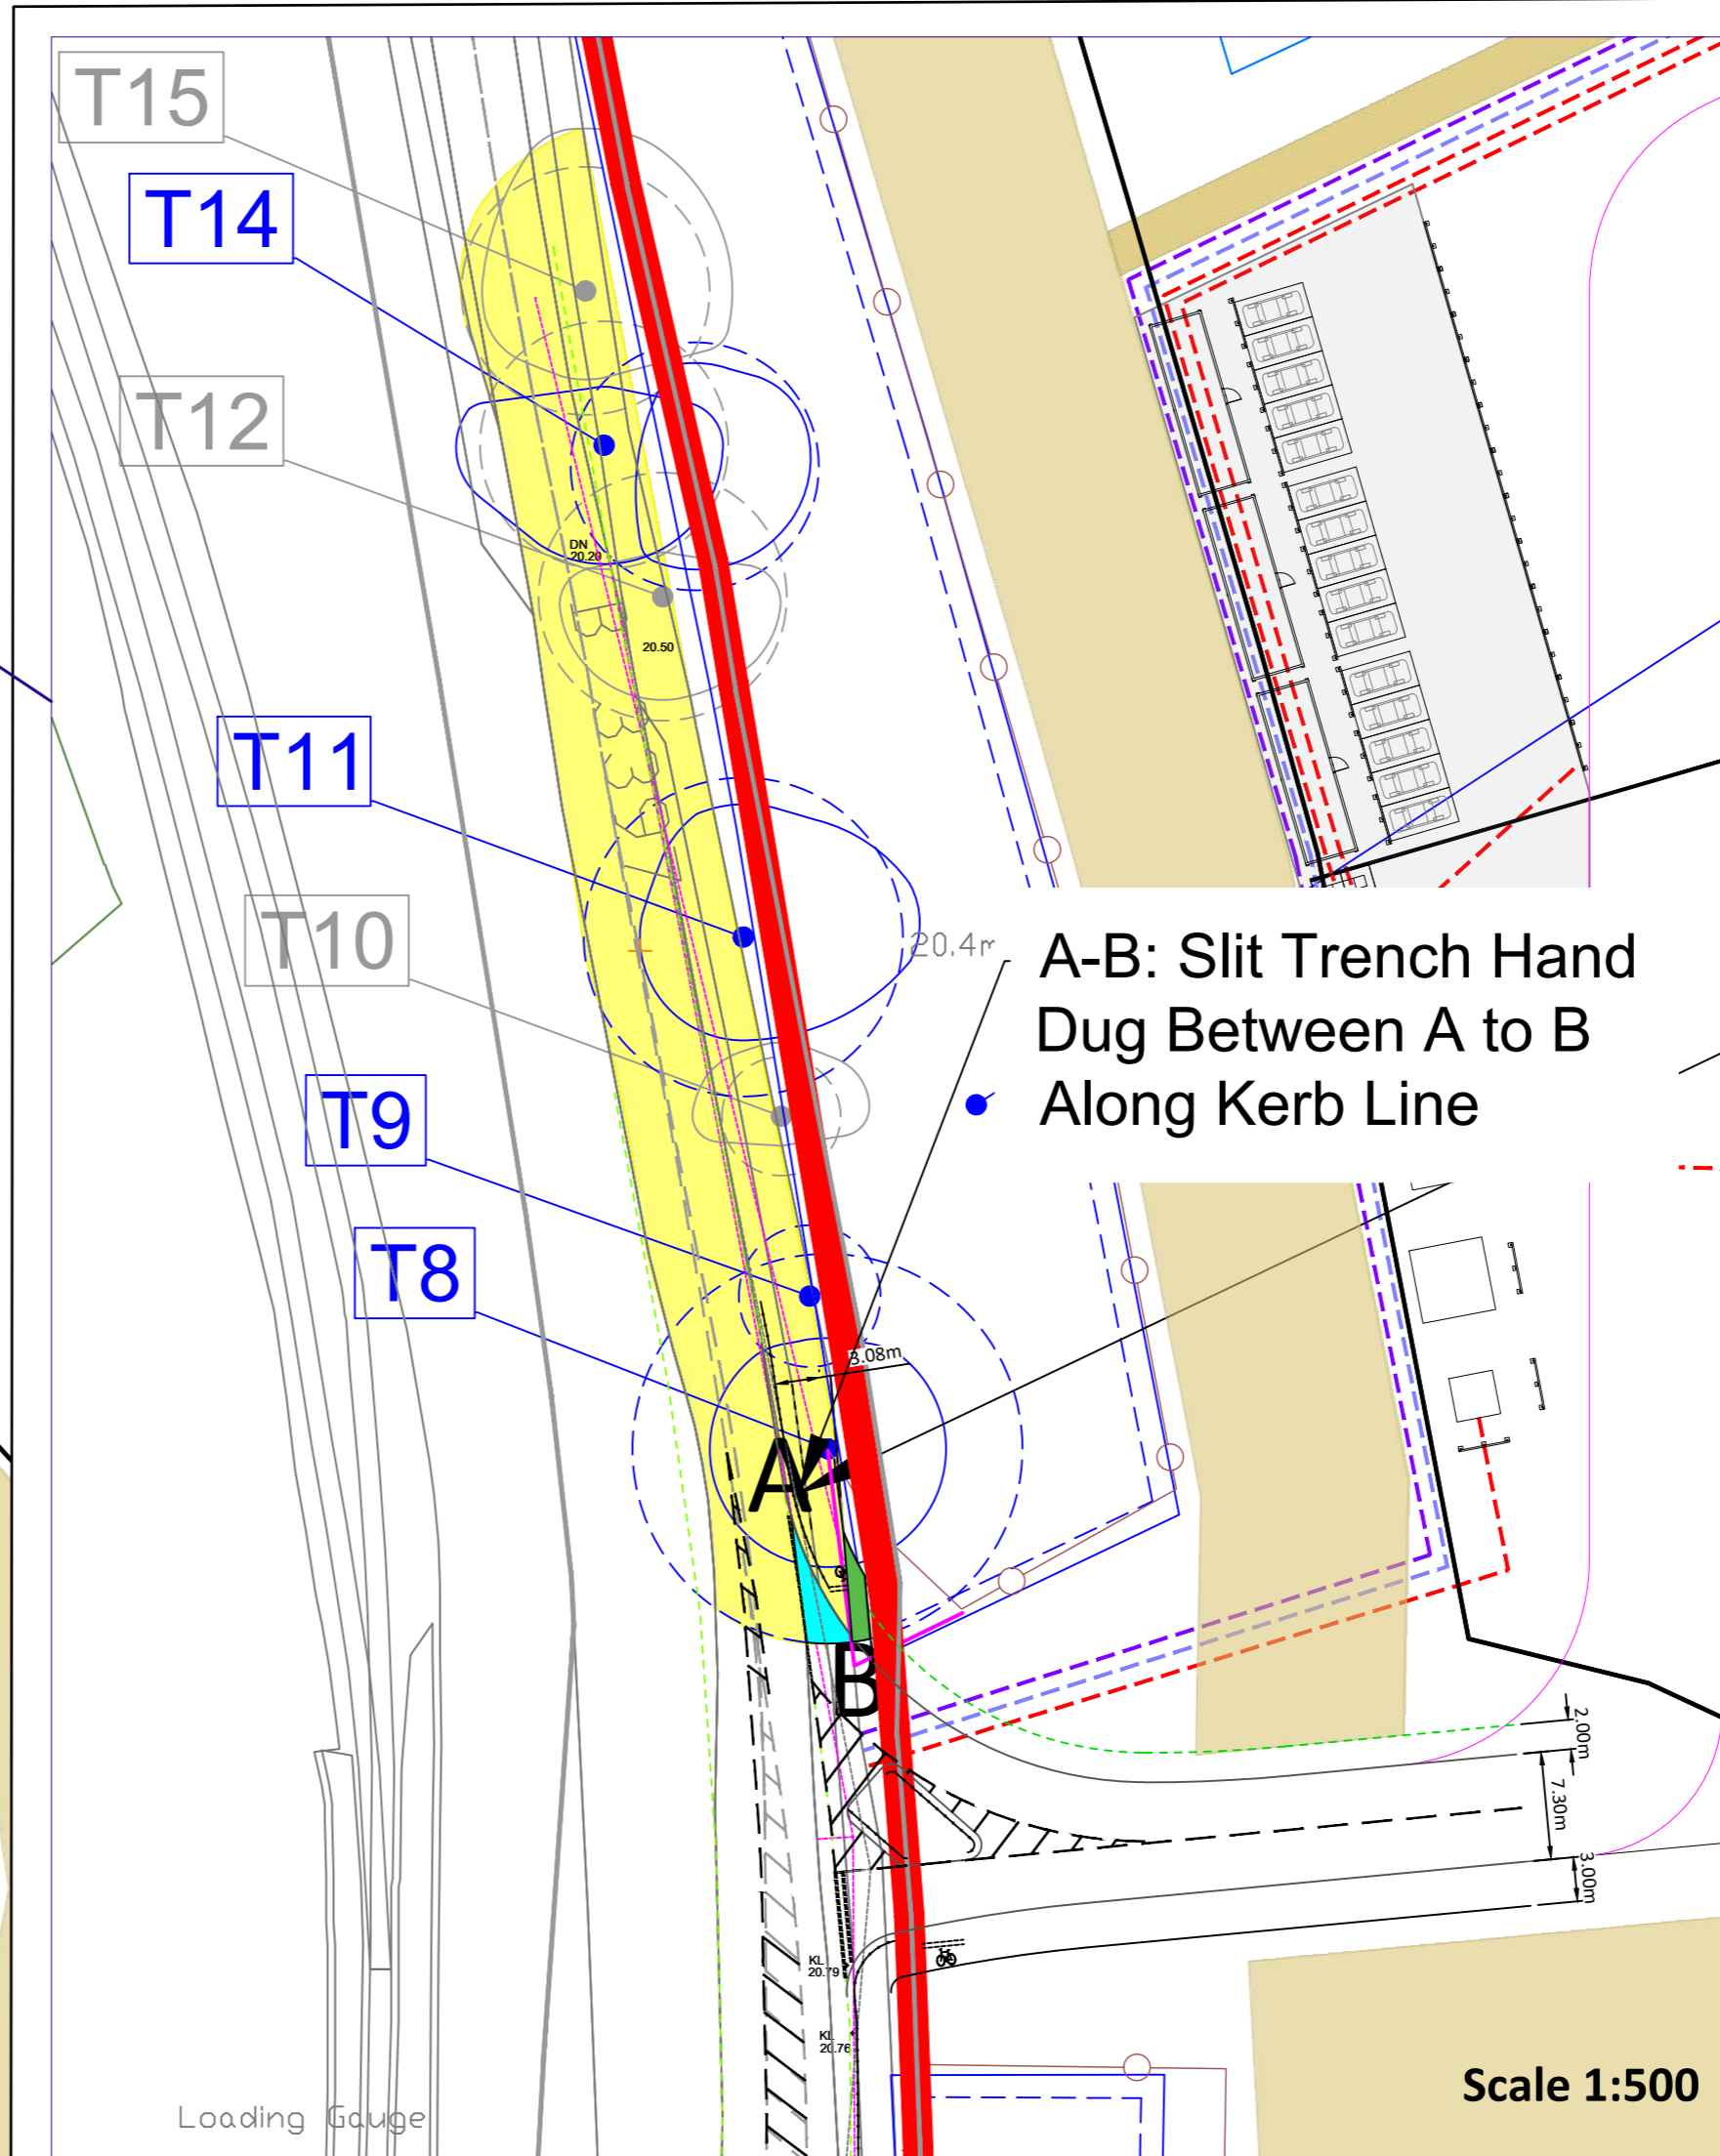 T15
T14
T12
DN
20.20
20.50
T11
T10
20.4r
A-B: Slit Trench Hand
Dug Between A to B
Along Kerb Line
T9
T8
3.08m
A
B
2.00m
7.30m
3.00m
KL
20.79
KL
20.76
Scale 1:500
Loading Gauge